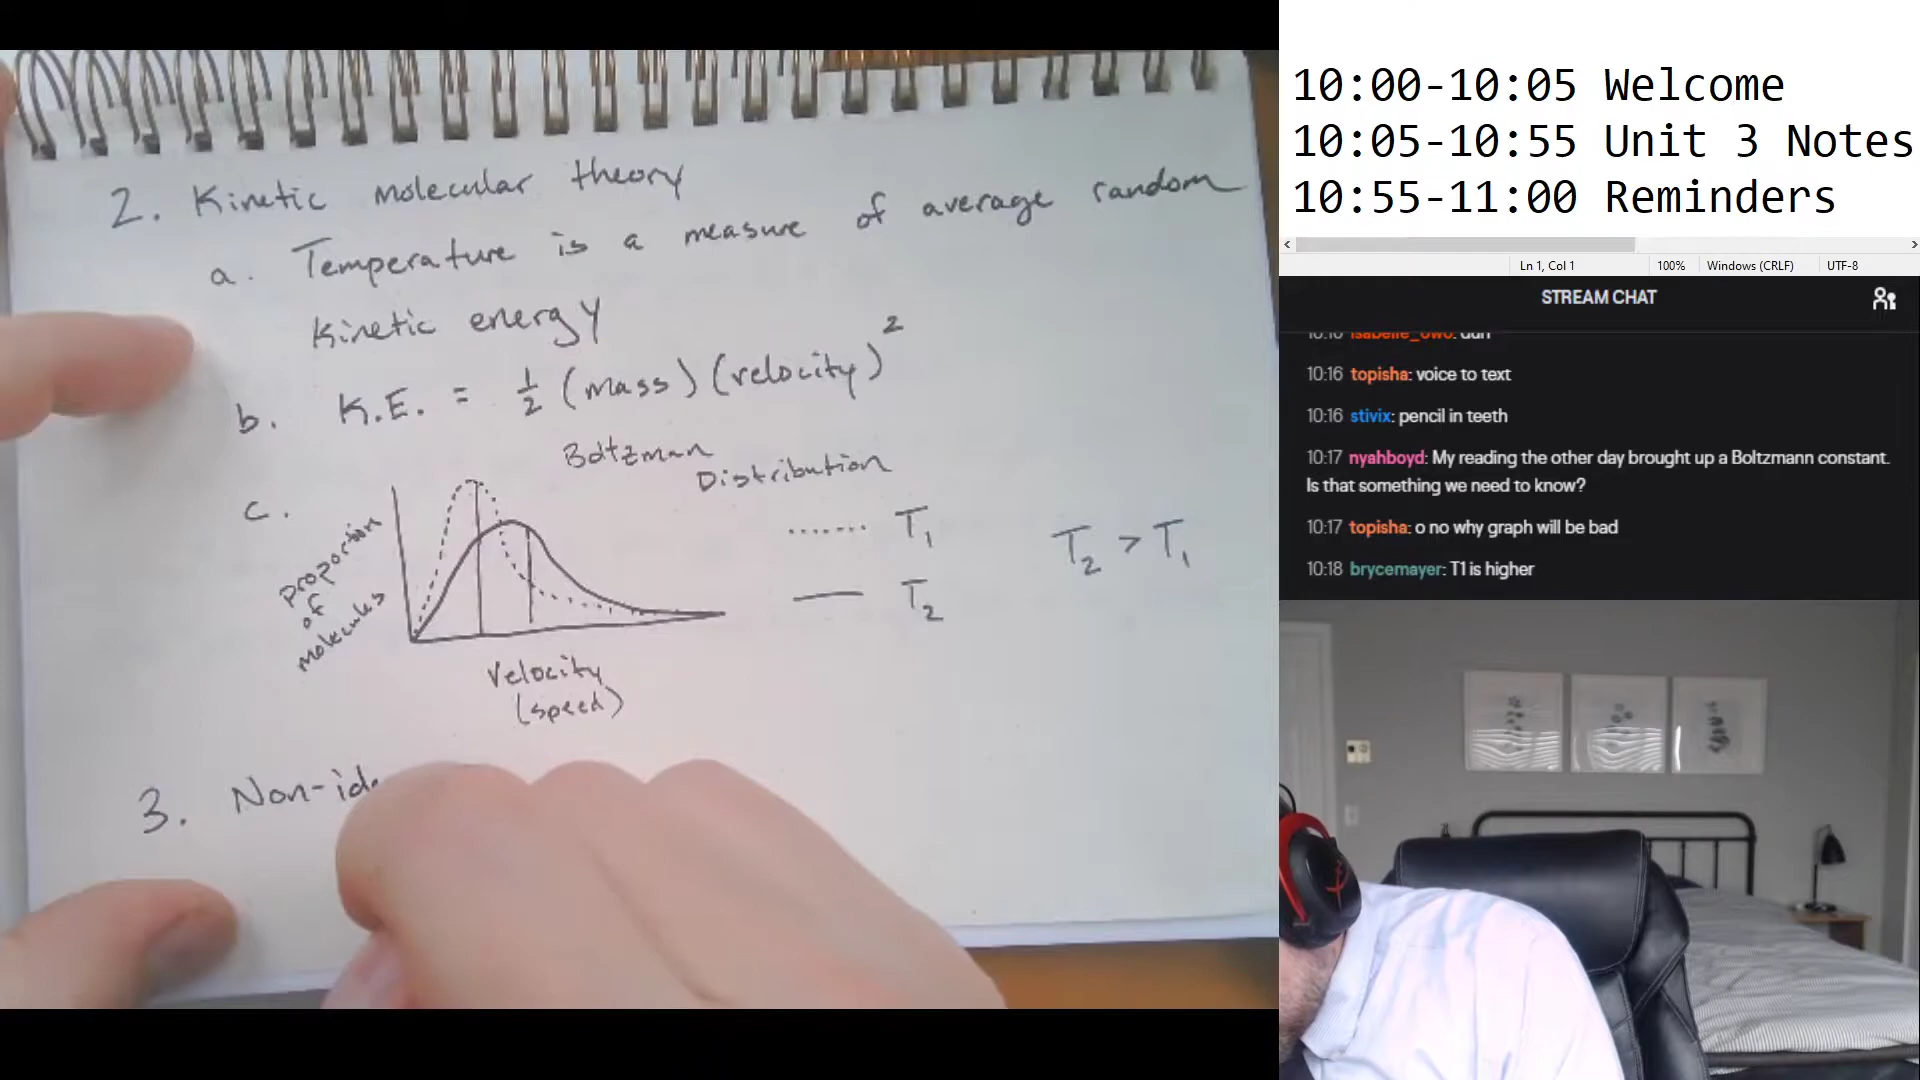 2. Kinetic molecular theory
a. Temperature is a measure of average random
Kinetic energy
b. K.E. = 1/2 (mass) (velocity)²
Boltzman
Distribution
c.
proportion
of
molecules
Velocity
(speed)
T₁
T₂
T₂ > T₁
3. Non-ide
10:00-10:05 Welcome
10:05-10:55 Unit 3 Notes
10:55-11:00 Reminders
Ln 1, Col 1 100% Windows (CRLF) UTF-8
STREAM CHAT
10:16 isabelle_owo:
10:16 topisha: voice to text
10:16 stivix: pencil in teeth
10:17 nyahboyd: My reading the other day brought up a Boltzmann constant.
Is that something we need to know?
10:17 topisha: o no why graph will be bad
10:18 brycemayer: T1 is higher